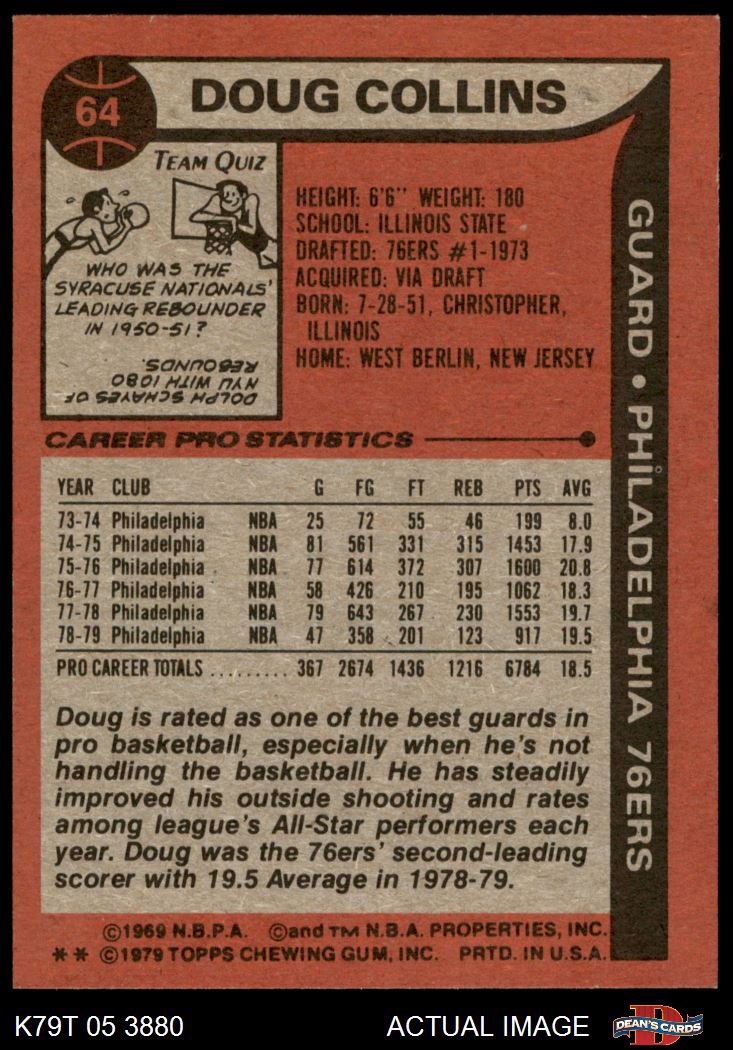 64
DOUG COLLINS
TEAM QUIZ
WHO WAS THE
SYRACUSE NATIONALS'
LEADING REBOUNDER
IN 1950-51?
DOLPH SCHAYES OF
NYU WITH 1080
REBOUNDS.
HEIGHT: 6'6" WEIGHT: 180
SCHOOL: ILLINOIS STATE
DRAFTED: 76ERS #1-1973
ACQUIRED: VIA DRAFT
BORN: 7-28-51, CHRISTOPHER,
ILLINOIS
HOME: WEST BERLIN, NEW JERSEY
GUARD • PHILADELPHIA 76ERS
CAREER PRO STATISTICS
YEAR CLUB G FG FT REB PTS AVG
73-74 Philadelphia NBA 25 72 55 46 199 8.0
74-75 Philadelphia NBA 81 561 331 315 1453 17.9
75-76 Philadelphia NBA 77 614 372 307 1600 20.8
76-77 Philadelphia NBA 58 426 210 195 1062 18.3
77-78 Philadelphia NBA 79 643 267 230 1553 19.7
78-79 Philadelphia NBA 47 358 201 123 917 19.5
PRO CAREER TOTALS ......... 367 2674 1436 1216 6784 18.5
Doug is rated as one of the best guards in
pro basketball, especially when he's not
handling the basketball. He has steadily
improved his outside shooting and rates
among league's All-Star performers each
year. Doug was the 76ers' second-leading
scorer with 19.5 Average in 1978-79.
©1969 N.B.P.A. ©and TM N.B.A. PROPERTIES, INC.
** ©1979 TOPPS CHEWING GUM, INC. PRTD. IN U.S.A.
K79T 05 3880
ACTUAL IMAGE
D
DEAN'S CARDS